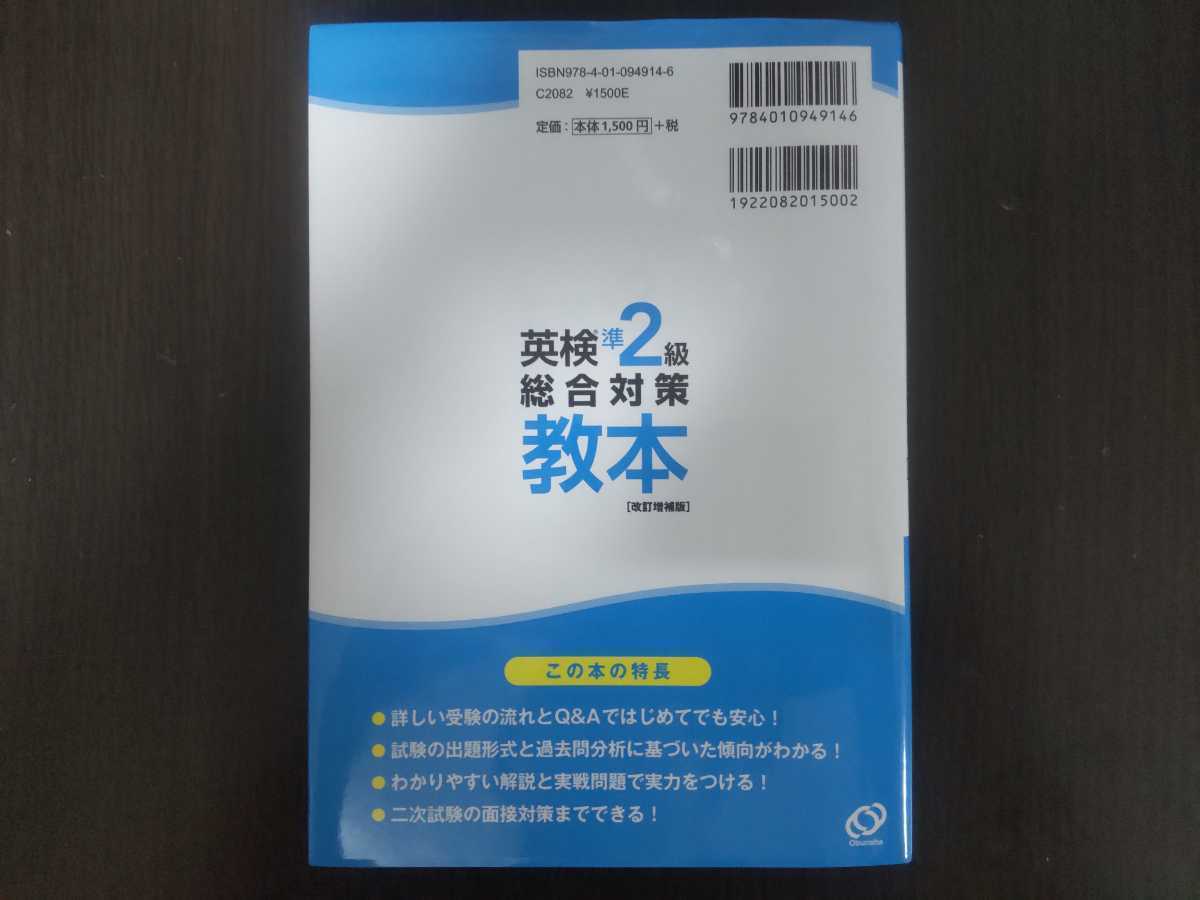 ISBN978-4-01-094914-6
C2082 ¥1500E
定価：本体1,500円＋税
9784010949146
1922082015002
英検®準2級
総合対策
教本
[改訂増補版]
この本の特長
●詳しい受験の流れとQ&Aではじめてでも安心！
●試験の出題形式と過去問分析に基づいた傾向がわかる！
●わかりやすい解説と実戦問題で実力をつける！
●二次試験の面接対策までできる！
Obunsha